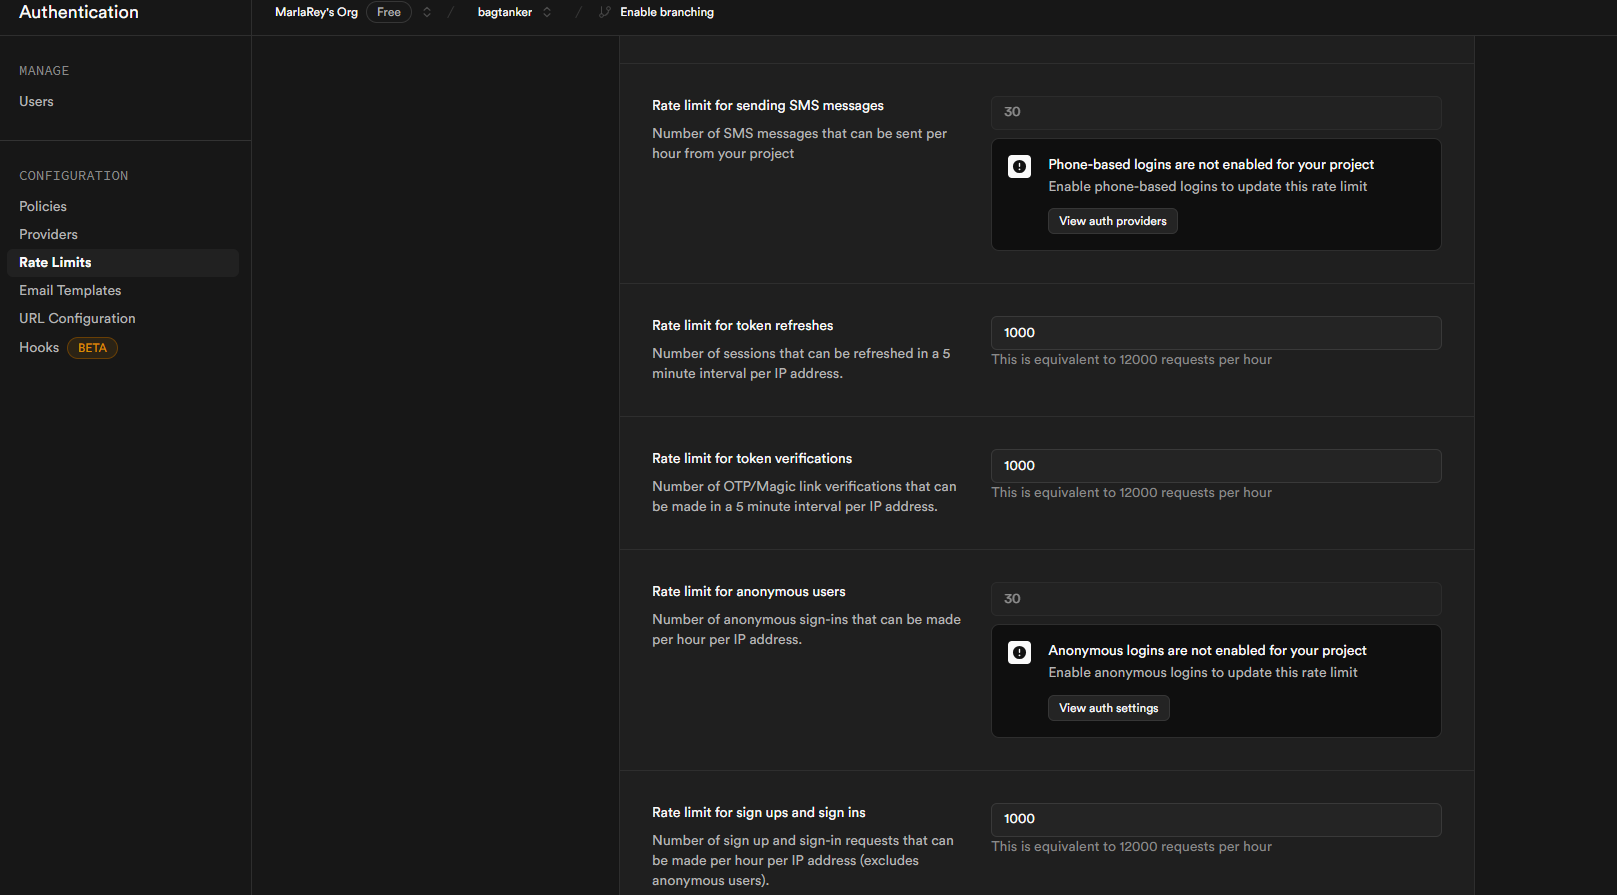 Authentication
MarlaRey's Org Free / bagtanker / Enable branching
MANAGE
Users
CONFIGURATION
Policies
Providers
Rate Limits
Email Templates
URL Configuration
Hooks BETA
Rate limit for sending SMS messages
Number of SMS messages that can be sent per
hour from your project
30
Phone-based logins are not enabled for your project
Enable phone-based logins to update this rate limit
View auth providers
Rate limit for token refreshes
Number of sessions that can be refreshed in a 5
minute interval per IP address.
1000
This is equivalent to 12000 requests per hour
Rate limit for token verifications
Number of OTP/Magic link verifications that can
be made in a 5 minute interval per IP address.
1000
This is equivalent to 12000 requests per hour
Rate limit for anonymous users
Number of anonymous sign-ins that can be made
per hour per IP address.
30
Anonymous logins are not enabled for your project
Enable anonymous logins to update this rate limit
View auth settings
Rate limit for sign ups and sign ins
Number of sign up and sign-in requests that can
be made per hour per IP address (excludes
anonymous users).
1000
This is equivalent to 12000 requests per hour